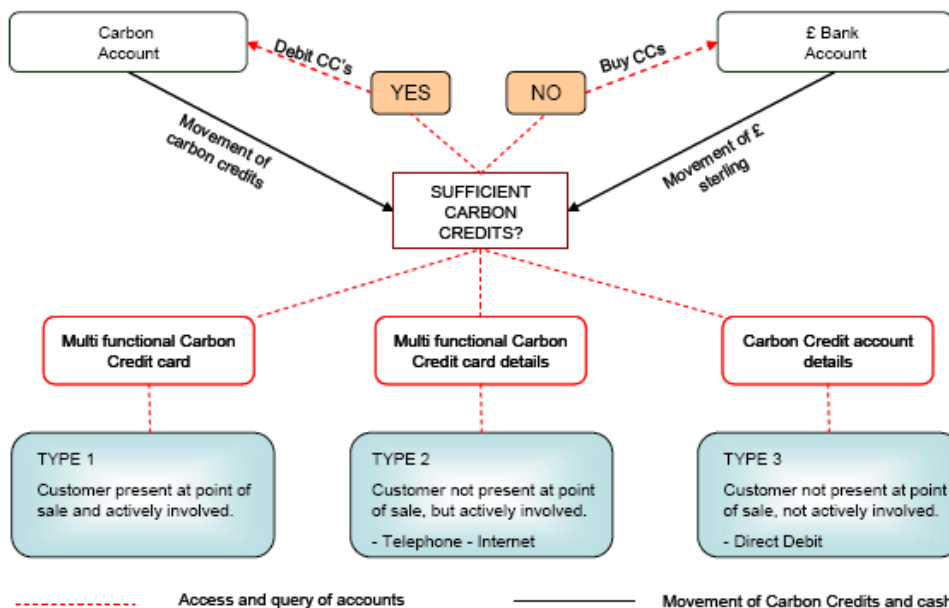 Carbon
Account
Debit CC's
YES
NO
Buy CCs
£ Bank
Account
Movement of
carbon credits
Movement of £
sterling
SUFFICIENT
CARBON
CREDITS?
Multi functional Carbon
Credit card
Multi functional Carbon
Credit card details
Carbon Credit account
details
TYPE 1
Customer present at point of
sale and actively involved.
TYPE 2
Customer not present at point
of sale, but actively involved.
- Telephone - Internet
TYPE 3
Customer not present at point
of sale, not actively involved.
- Direct Debit
Access and query of accounts
Movement of Carbon Credits and cash